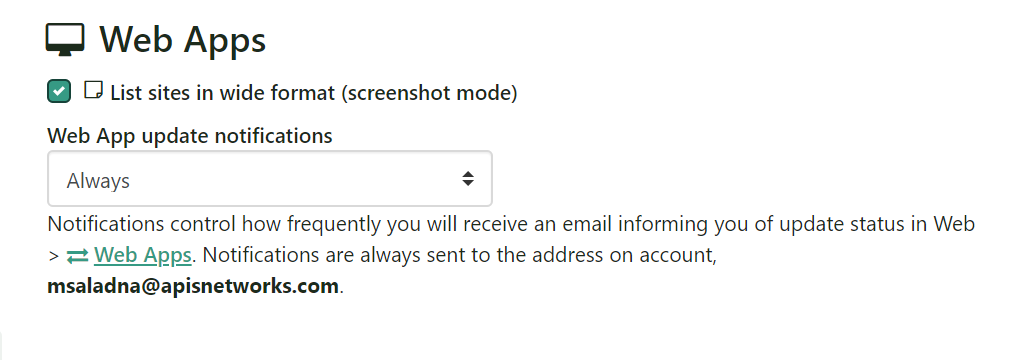 Web Apps
List sites in wide format (screenshot mode)
Web App update notifications
Always
Notifications control how frequently you will receive an email informing you of update status in Web
> Web Apps. Notifications are always sent to the address on account,
msaladna@apisnetworks.com.